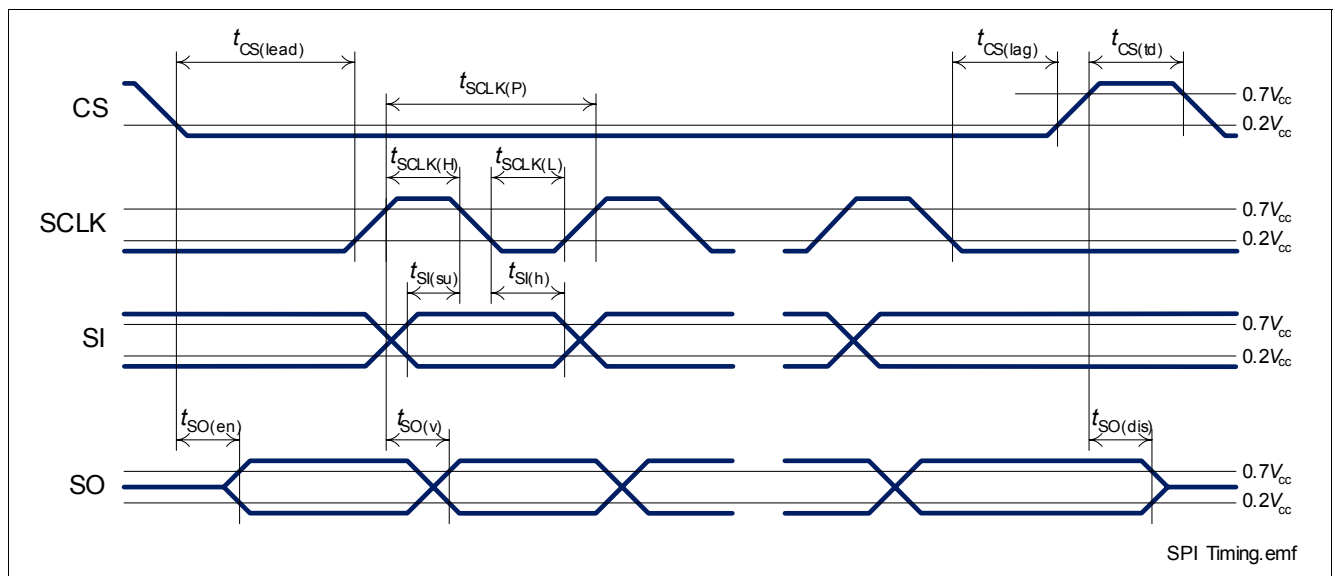 tCS(lead)
tCS(lag)
tCS(td)
tSCLK(P)
CS
0.7Vcc
0.2Vcc
tSCLK(H)
tSCLK(L)
SCLK
0.7Vcc
0.2Vcc
tSI(su)
tSI(h)
SI
0.7Vcc
0.2Vcc
tSO(en)
tSO(v)
tSO(dis)
SO
0.7Vcc
0.2Vcc
SPI Timing.emf